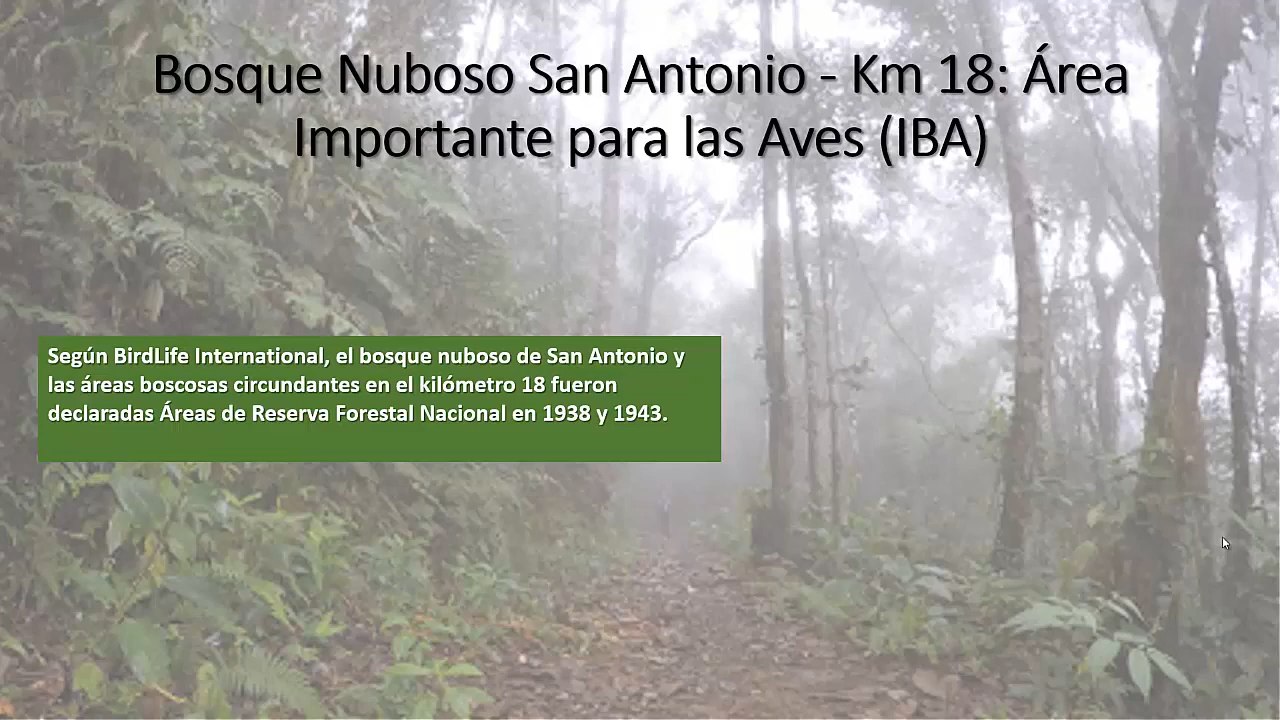 Bosque Nuboso San Antonio - Km 18: Área
Importante para las Aves (IBA)
Según BirdLife International, el bosque nuboso de San Antonio y
las áreas boscosas circundantes en el kilómetro 18 fueron
declaradas Áreas de Reserva Forestal Nacional en 1938 y 1943.